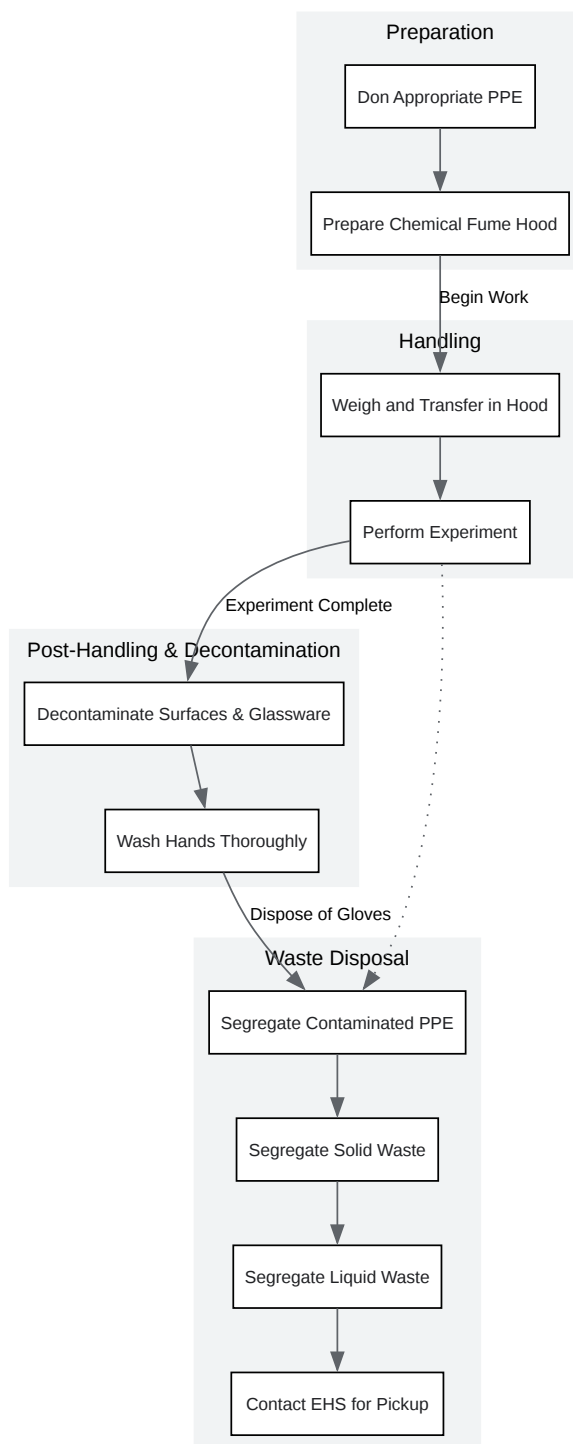 Preparation
Don Appropriate PPE
Prepare Chemical Fume Hood
Begin Work
Handling
Weigh and Transfer in Hood
Perform Experiment
Experiment Complete
Post-Handling & Decontamination
Decontaminate Surfaces & Glassware
Wash Hands Thoroughly
Dispose of Gloves
Waste Disposal
Segregate Contaminated PPE
Segregate Solid Waste
Segregate Liquid Waste
Contact EHS for Pickup